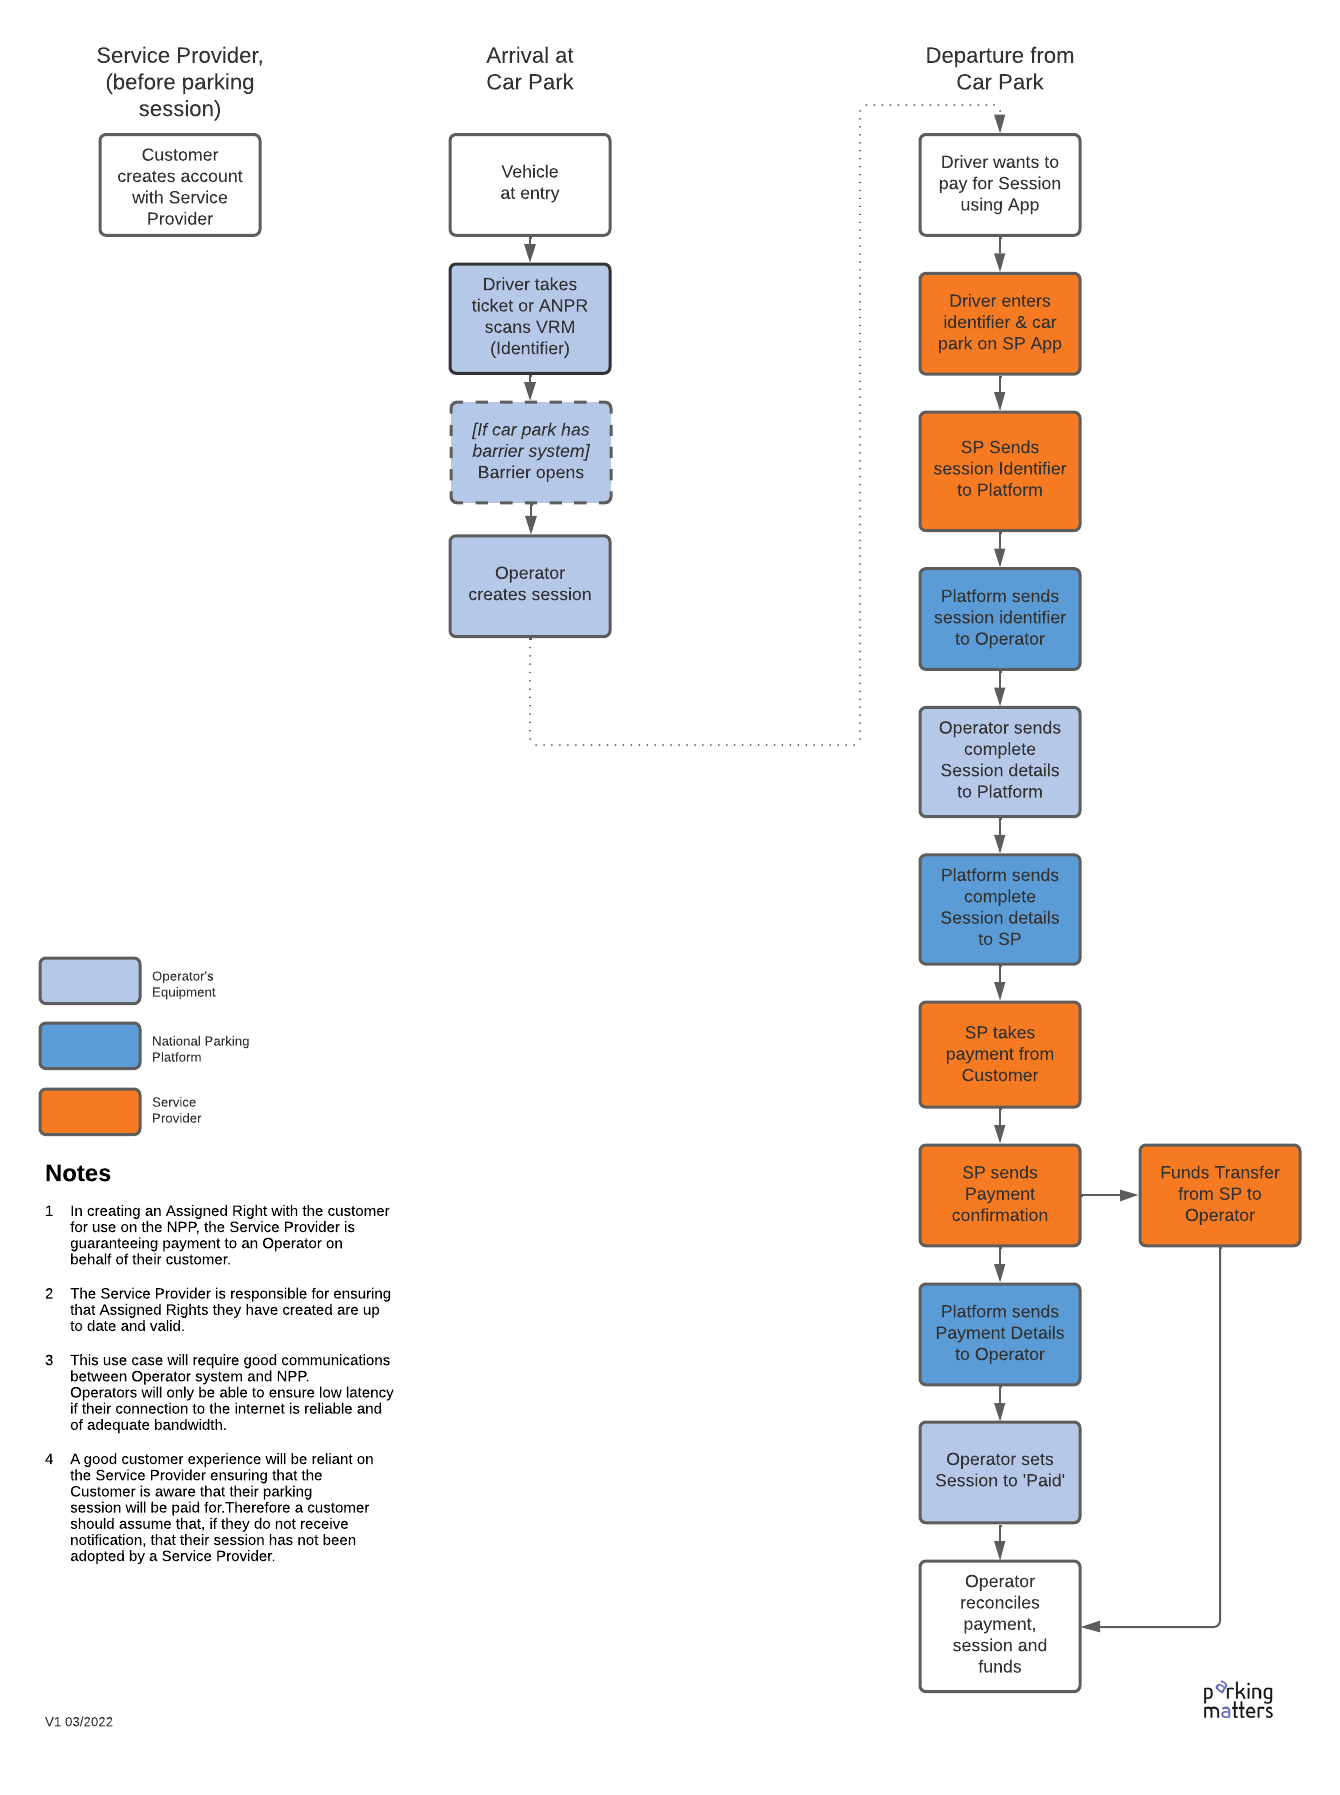 Service Provider,
(before parking
session)
Customer
creates account
with Service
Provider
Arrival at
Car Park
Vehicle
at entry
Driver takes
ticket or ANPR
scans VRM
(Identifier)
[If car park has
barrier system]
Barrier opens
Operator
creates session
Departure from
Car Park
Driver wants to
pay for Session
using App
Driver enters
identifier & car
park on SP App
SP Sends
session Identifier
to Platform
Platform sends
session identifier
to Operator
Operator sends
complete
Session details
to Platform
Platform sends
complete
Session details
to SP
SP takes
payment from
Customer
SP sends
Payment
confirmation
Funds Transfer
from SP to
Operator
Platform sends
Payment Details
to Operator
Operator sets
Session to 'Paid'
Operator
reconciles
payment,
session and
funds
Operator's
Equipment
National Parking
Platform
Service
Provider
Notes
1 In creating an Assigned Right with the customer
for use on the NPP, the Service Provider is
guaranteeing payment to an Operator on
behalf of their customer.
2 The Service Provider is responsible for ensuring
that Assigned Rights they have created are up
to date and valid.
3 This use case will require good communications
between Operator system and NPP.
Operators will only be able to ensure low latency
if their connection to the internet is reliable and
of adequate bandwidth.
4 A good customer experience will be reliant on
the Service Provider ensuring that the
Customer is aware that their parking
session will be paid for.Therefore a customer
should assume that, if they do not receive
notification, that their session has not been
adopted by a Service Provider.
V1 03/2022
parking
matters